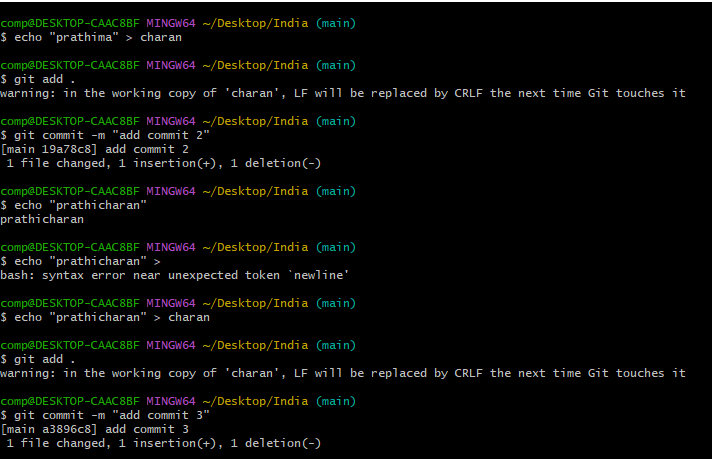 comp@DESKTOP-CAAC8BF MINGW64 ~/Desktop/India (main)
$ echo "prathima" > charan
comp@DESKTOP-CAAC8BF MINGW64 ~/Desktop/India (main)
$ git add .
warning: in the working copy of 'charan', LF will be replaced by CRLF the next time Git touches it
comp@DESKTOP-CAAC8BF MINGW64 ~/Desktop/India (main)
$ git commit -m "add commit 2"
[main 19a78c8] add commit 2
 1 file changed, 1 insertion(+), 1 deletion(-)
comp@DESKTOP-CAAC8BF MINGW64 ~/Desktop/India (main)
$ echo "prathicharan"
prathicharan
comp@DESKTOP-CAAC8BF MINGW64 ~/Desktop/India (main)
$ echo "prathicharan" >
bash: syntax error near unexpected token `newline'
comp@DESKTOP-CAAC8BF MINGW64 ~/Desktop/India (main)
$ echo "prathicharan" > charan
comp@DESKTOP-CAAC8BF MINGW64 ~/Desktop/India (main)
$ git add .
warning: in the working copy of 'charan', LF will be replaced by CRLF the next time Git touches it
comp@DESKTOP-CAAC8BF MINGW64 ~/Desktop/India (main)
$ git commit -m "add commit 3"
[main a3896c8] add commit 3
 1 file changed, 1 insertion(+), 1 deletion(-)